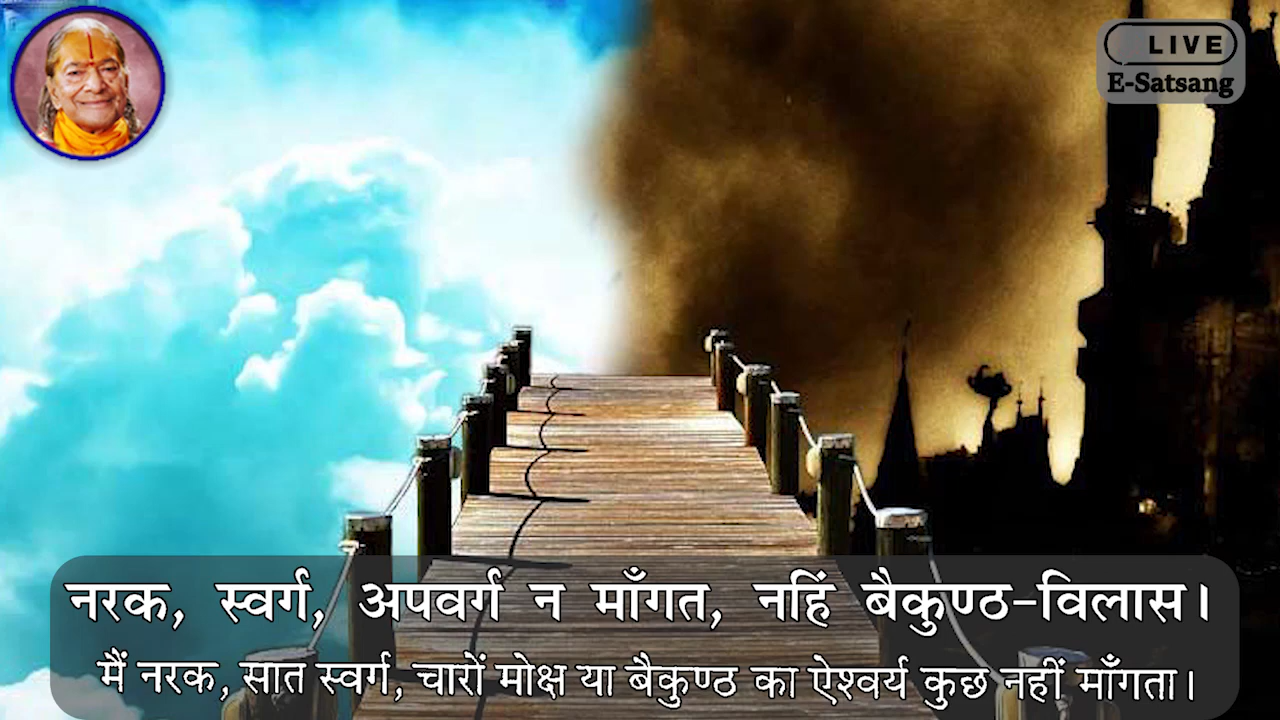 LIVE
E-Satsang
नरक, स्वर्ग, अपवर्ग न माँगत, नहिं बैकुण्ठ-विलास।
मैं नरक, सात स्वर्ग, चारों मोक्ष या बैकुण्ठ का ऐश्वर्य कुछ नहीं माँगता।